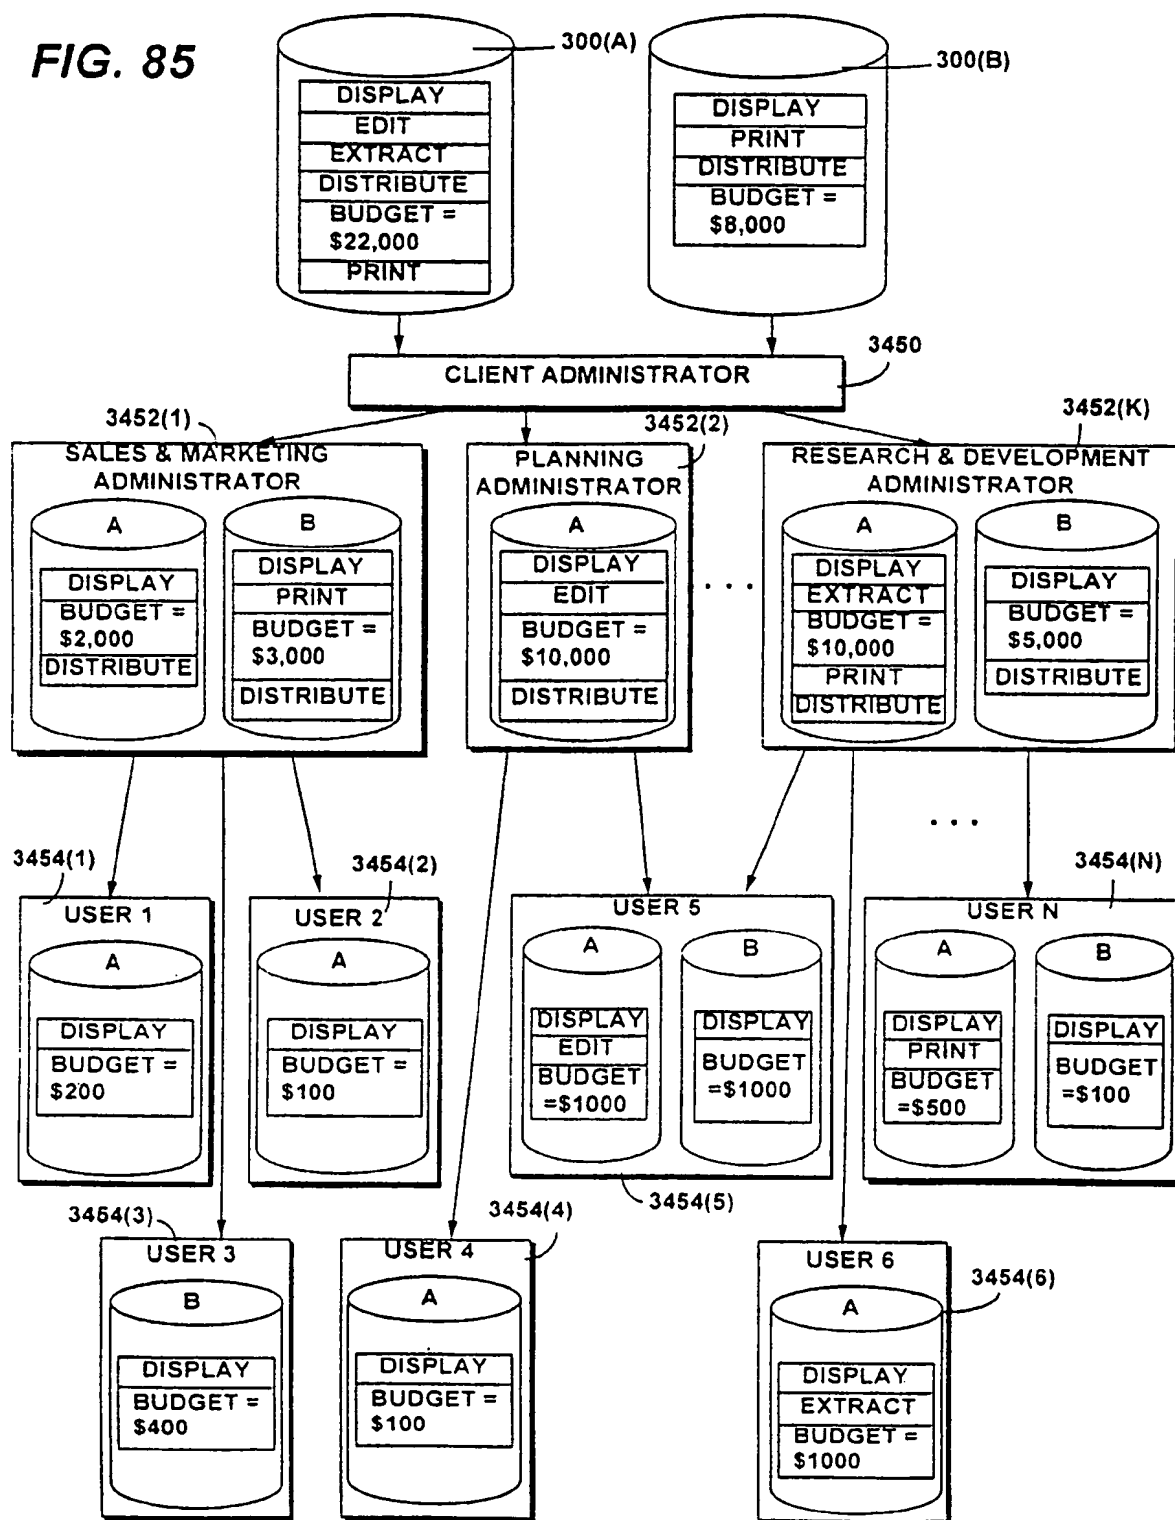 FIG. 85
300(A)
DISPLAY
EDIT
EXTRACT
DISTRIBUTE
BUDGET =
$22,000
PRINT
300(B)
DISPLAY
PRINT
DISTRIBUTE
BUDGET =
$8,000
3450
CLIENT ADMINISTRATOR
3452(1)
SALES & MARKETING
ADMINISTRATOR
A
DISPLAY
BUDGET =
$2,000
DISTRIBUTE
B
DISPLAY
PRINT
BUDGET =
$3,000
DISTRIBUTE
3452(2)
PLANNING
ADMINISTRATOR
A
DISPLAY
EDIT
BUDGET =
$10,000
DISTRIBUTE
. . .
3452(K)
RESEARCH & DEVELOPMENT
ADMINISTRATOR
A
DISPLAY
EXTRACT
BUDGET =
$10,000
PRINT
DISTRIBUTE
B
DISPLAY
BUDGET =
$5,000
DISTRIBUTE
. . .
3454(1)
USER 1
A
DISPLAY
BUDGET =
$200
3454(2)
USER 2
A
DISPLAY
BUDGET =
$100
USER 5
A
DISPLAY
EDIT
BUDGET
=$1000
B
DISPLAY
BUDGET
=$1000
3454(5)
3454(N)
USER N
A
DISPLAY
PRINT
BUDGET
=$500
B
DISPLAY
BUDGET
=$100
3454(3)
USER 3
B
DISPLAY
BUDGET =
$400
3454(4)
USER 4
A
DISPLAY
BUDGET =
$100
USER 6
3454(6)
A
DISPLAY
EXTRACT
BUDGET =
$1000